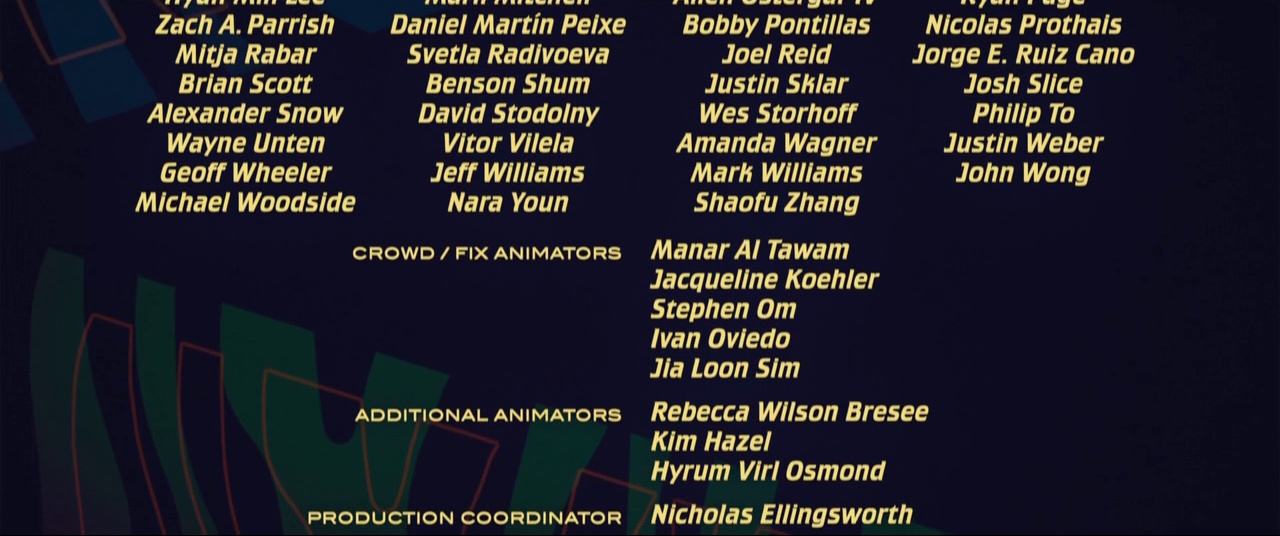 Zach A. Parrish Daniel Martín Peixe Bobby Pontillas Nicolas Prothais
Mitja Rabar Svetla Radivoeva Joel Reid Jorge E. Ruiz Cano
Brian Scott Benson Shum Justin Sklar Josh Slice
Alexander Snow David Stodolny Wes Storhoff Philip To
Wayne Unten Vitor Vilela Amanda Wagner Justin Weber
Geoff Wheeler Jeff Williams Mark Williams John Wong
Michael Woodside Nara Youn Shaofu Zhang
CROWD / FIX ANIMATORS Manar Al Tawam
Jacqueline Koehler
Stephen Om
Ivan Oviedo
Jia Loon Sim
ADDITIONAL ANIMATORS Rebecca Wilson Bresee
Kim Hazel
Hyrum Virl Osmond
PRODUCTION COORDINATOR Nicholas Ellingsworth